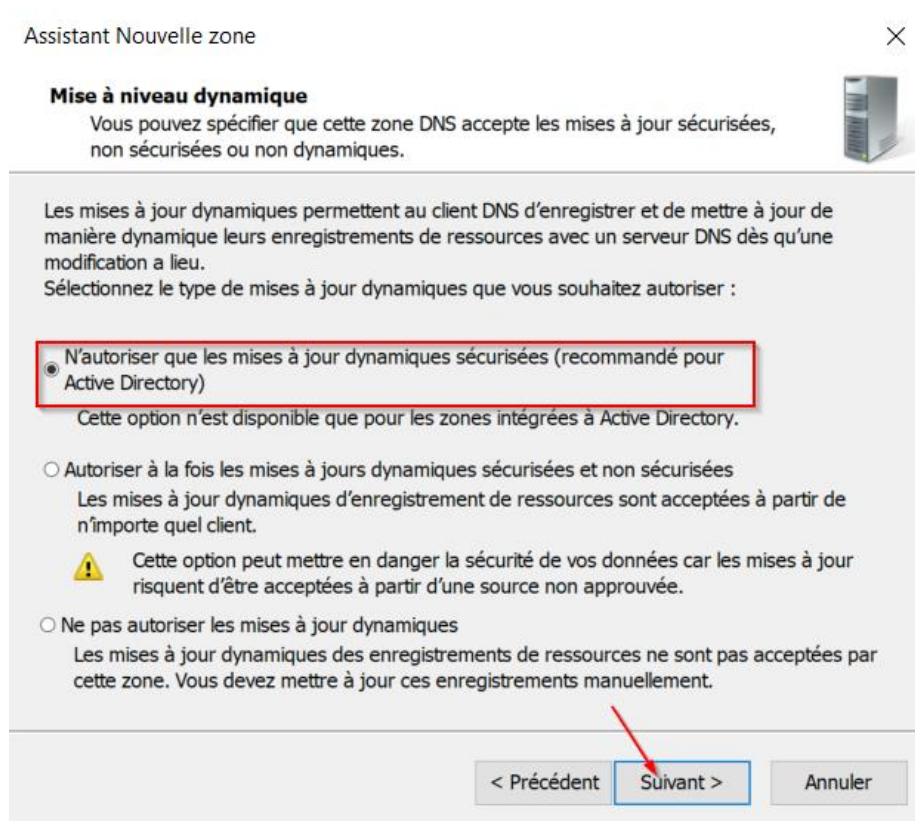 Assistant Nouvelle zone
Mise à niveau dynamique
Vous pouvez spécifier que cette zone DNS accepte les mises à jour sécurisées,
non sécurisées ou non dynamiques.
Les mises à jour dynamiques permettent au client DNS d’enregistrer et de mettre à jour de
manière dynamique leurs enregistrements de ressources avec un serveur DNS dès qu’une
modification a lieu.
Sélectionnez le type de mises à jour dynamiques que vous souhaitez autoriser :
N’autoriser que les mises à jour dynamiques sécurisées (recommandé pour
Active Directory)
Cette option n’est disponible que pour les zones intégrées à Active Directory.
Autoriser à la fois les mises à jours dynamiques sécurisées et non sécurisées
Les mises à jour dynamiques d’enregistrement de ressources sont acceptées à partir de
n’importe quel client.
Cette option peut mettre en danger la sécurité de vos données car les mises à jour
risquent d’être acceptées à partir d’une source non approuvée.
Ne pas autoriser les mises à jour dynamiques
Les mises à jour dynamiques des enregistrements de ressources ne sont pas acceptées par
cette zone. Vous devez mettre à jour ces enregistrements manuellement.
< Précédent Suivant > Annuler